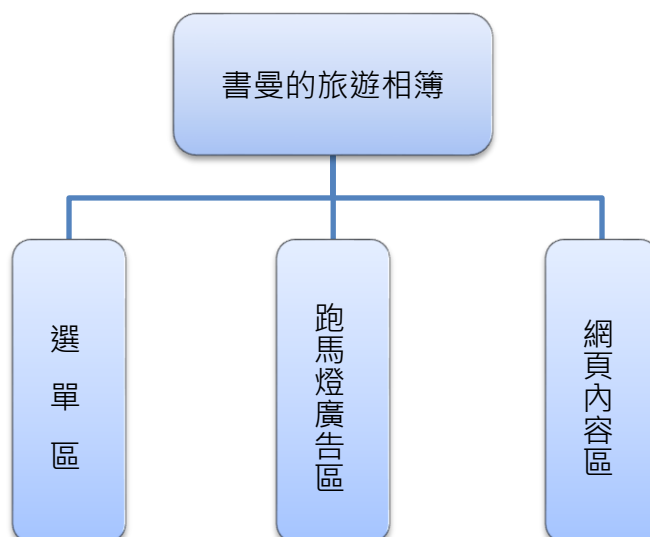 書曼的旅遊相簿
選單區
跑馬燈廣告區
網頁內容區